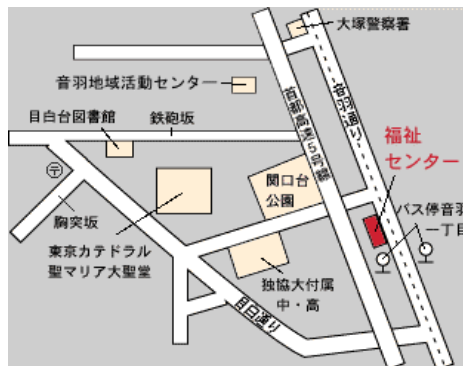 大塚警察署
音羽地域活動センター
音羽通り
首都高速5号線
目白台図書館
鉄砲坂
福祉
センター
関口台
公園
バス停音羽
一丁目
胸突坂
東京カテドラル
聖マリア大聖堂
独協大付属
中・高
目白通り